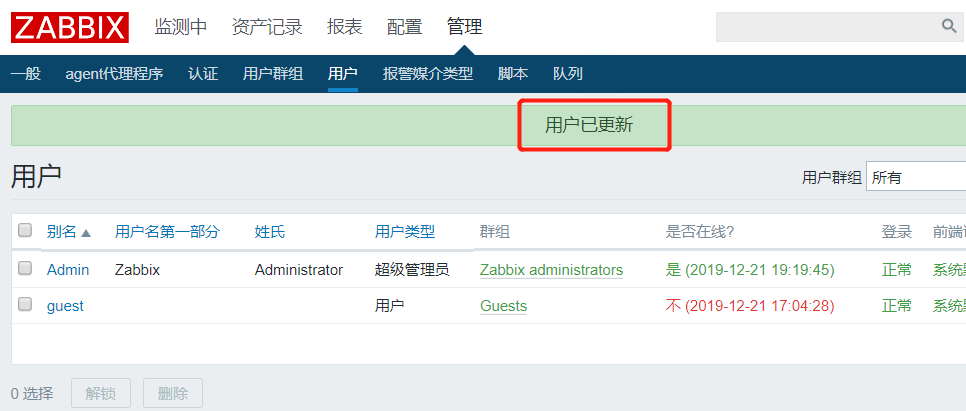 ZABBIX 监测中 资产记录 报表 配置 管理
一般 agent代理程序 认证 用户群组 用户 报警媒介类型 脚本 队列
用户已更新
用户 用户群组 所有
别名 用户名第一部分 姓氏 用户类型 群组 是否在线? 登录 前端
Admin Zabbix Administrator 超级管理员 Zabbix administrators 是 (2019-12-21 19:19:45) 正常 系统
guest 用户 Guests 不 (2019-12-21 17:04:28) 正常 系统
0 选择 解锁 删除